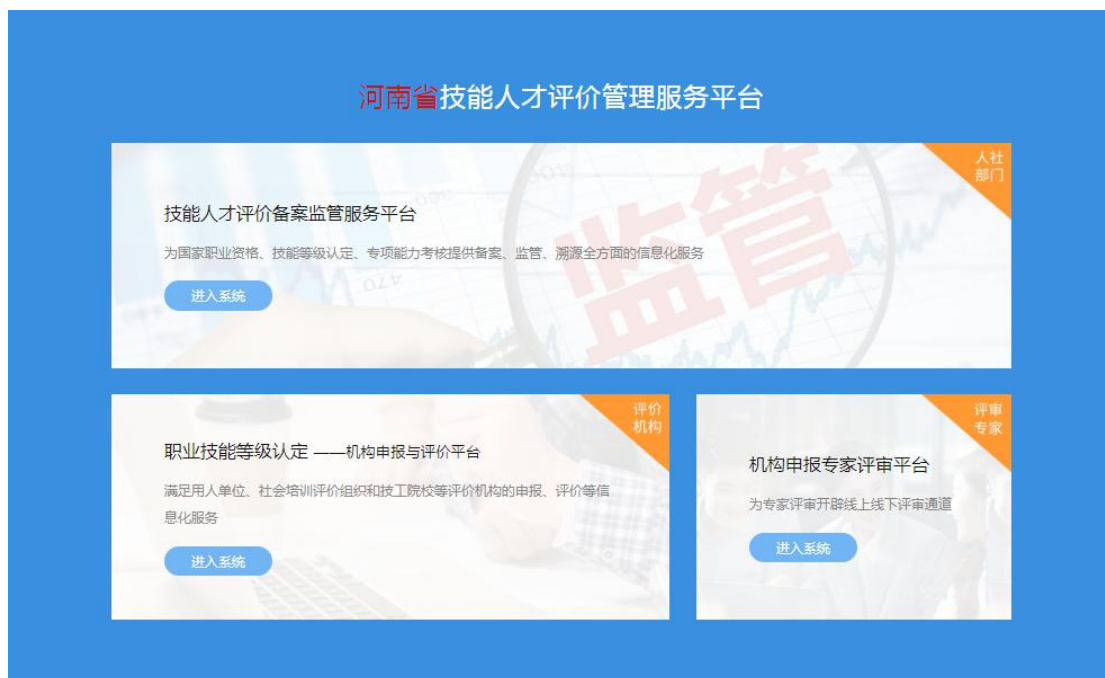 河南省技能人才评价管理服务平台
人社
部门
技能人才评价备案监管服务平台
为国家职业资格、技能等级认定、专项能力考核提供备案、监管、溯源全方面的信息化服务
进入系统
监管
470
评价
机构
职业技能等级认定 ——机构申报与评价平台
满足用人单位、社会培训评价组织和技工院校等评价机构的申报、评价等信
息化服务
进入系统
评审
专家
机构申报专家评审平台
为专家评审开辟线上线下评审通道
进入系统